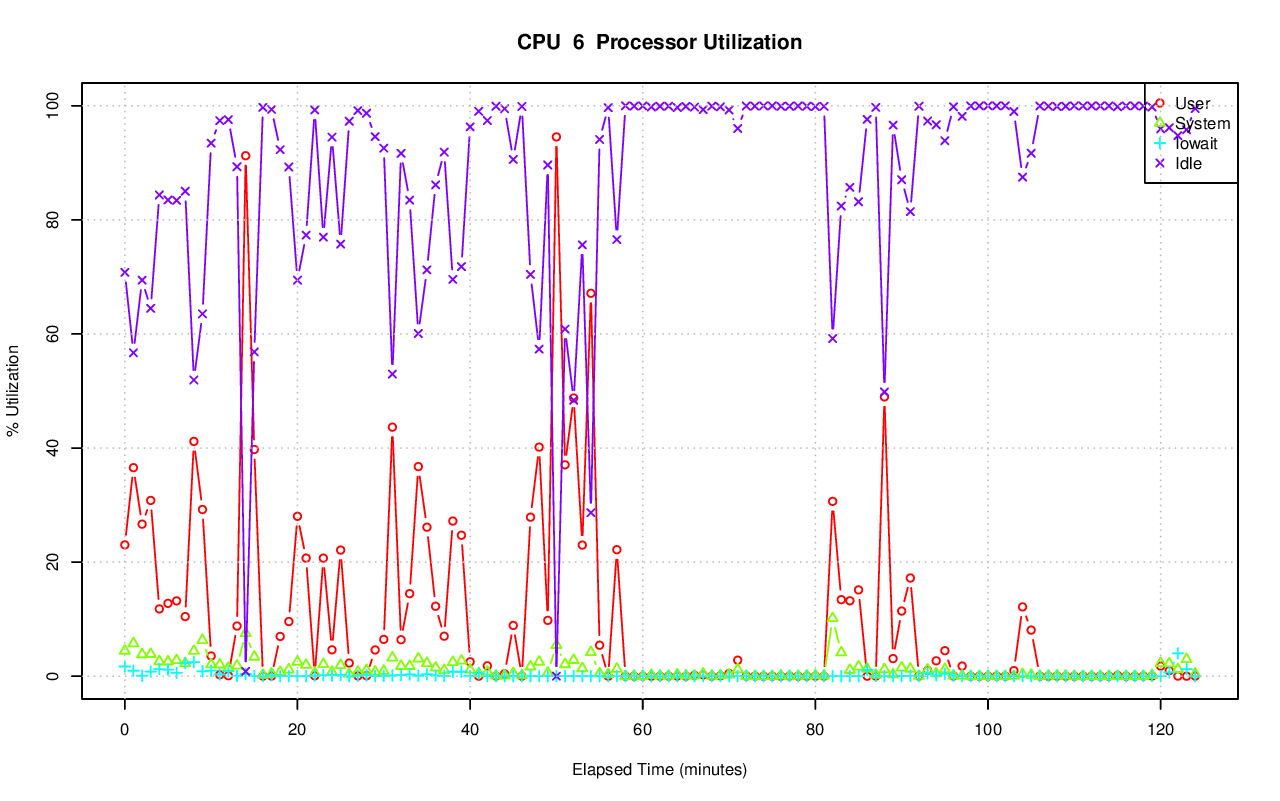 CPU  6  Processor Utilization
% Utilization
100
80
60
40
20
0
User
System
Iowait
Idle
0 20 40 60 80 100 120
Elapsed Time (minutes)